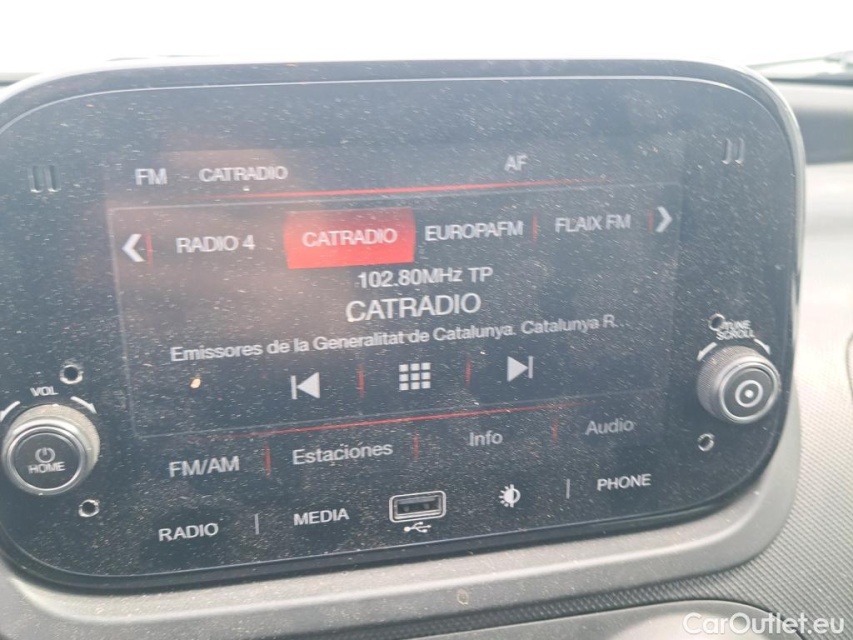 FM CATRADIO AF
RADIO 4 CATRADIO EUROPAFM FLAIX FM
102.80MHz TP
CATRADIO
Emissores de la Generalitat de Catalunya. Catalunya R...
TUNE
SCROLL
VOL
HOME
FM/AM Estaciones Info Audio
RADIO MEDIA PHONE
CarOutlet.eu